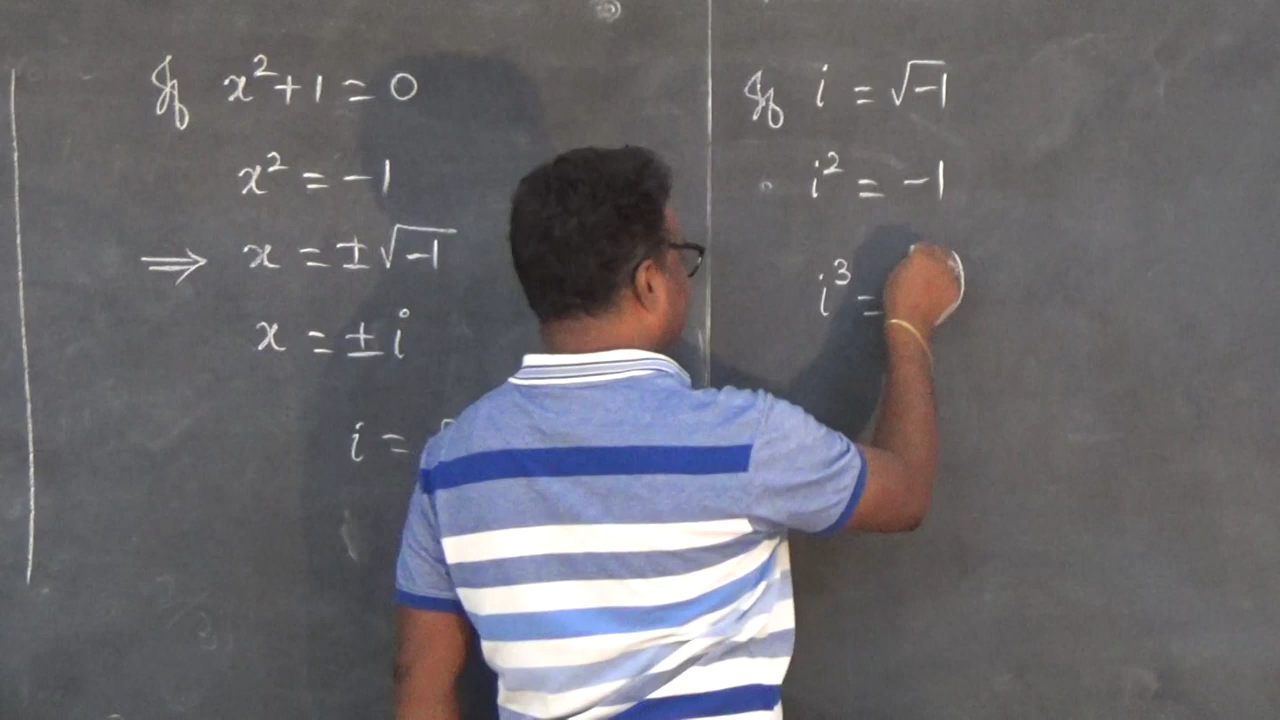 If x²+1=0
x² = -1
⇒ x = ±√-1
x = ± i
i =
If i = √-1
i² = -1
i³ =